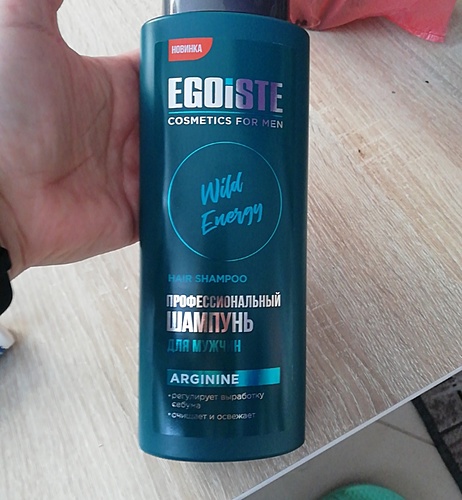 НОВИНКА
EGOiSTE
COSMETICS FOR MEN
Wild
Energy
HAIR SHAMPOO
ПРОФЕССИОНАЛЬНЫЙ
ШАМПУНЬ
ДЛЯ МУЖЧИН
ARGININE
•регулирует выработку
себума
•очищает и освежает